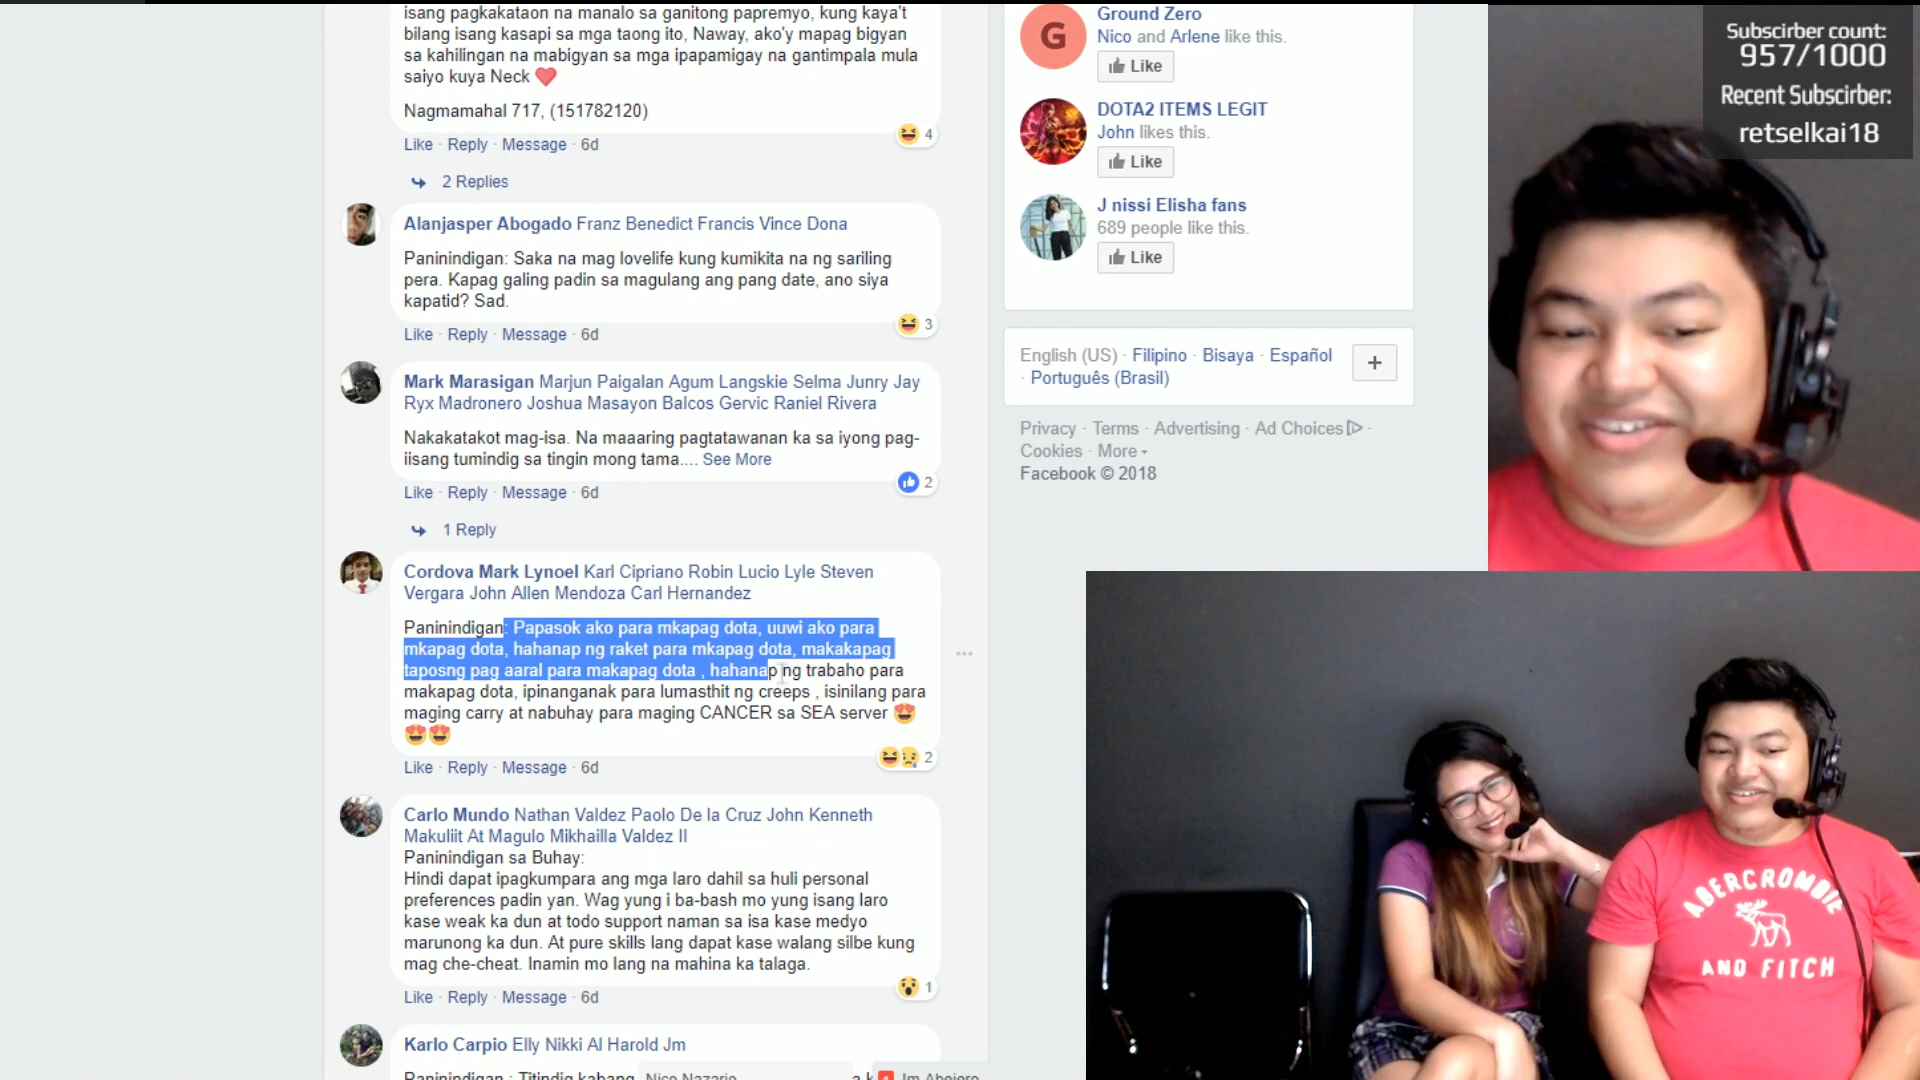 isang pagkakataon na manalo sa ganitong papremyo, kung kaya't
bilang isang kasapi sa mga taong ito, Naway, ako'y mapag bigyan
sa kahilingan na mabigyan sa mga ipapamigay na gantimpala mula
saiyo kuya Neck ❤️
Nagmamahal 717, (151782120)
😆 4
Like · Reply · Message · 6d
2 Replies
Alanjasper Abogado Franz Benedict Francis Vince Dona
Paninindigan: Saka na mag lovelife kung kumikita na ng sariling
pera. Kapag galing padin sa magulang ang pang date, ano siya
kapatid? Sad.
😆 3
Like · Reply · Message · 6d
Mark Marasigan Marjun Paigalan Agum Langskie Selma Junry Jay
Ryx Madronero Joshua Masayon Balcos Gervic Raniel Rivera
Nakakatakot mag-isa. Na maaaring pagtatawanan ka sa iyong pag-
iisang tumindig sa tingin mong tama.... See More
2
Like · Reply · Message · 6d
1 Reply
Cordova Mark Lynoel Karl Cipriano Robin Lucio Lyle Steven
Vergara John Allen Mendoza Carl Hernandez
Paninindigan: Papasok ako para mkapag dota, uuwi ako para
mkapag dota, hahanap ng raket para mkapag dota, makakapag
taposng pag aaral para makapag dota , hahanap ng trabaho para
makapag dota, ipinanganak para lumasthit ng creeps , isinilang para
maging carry at nabuhay para maging CANCER sa SEA server 😍
😍😍
😆😢 2
Like · Reply · Message · 6d
Carlo Mundo Nathan Valdez Paolo De la Cruz John Kenneth
Makuliit At Magulo Mikhailla Valdez II
Paninindigan sa Buhay:
Hindi dapat ipagkumpara ang mga laro dahil sa huli personal
preferences padin yan. Wag yung i ba-bash mo yung isang laro
kase weak ka dun at todo support naman sa isa kase medyo
marunong ka dun. At pure skills lang dapat kase walang silbe kung
mag che-cheat. Inamin mo lang na mahina ka talaga.
😮 1
Like · Reply · Message · 6d
Karlo Carpio Elly Nikki Al Harold Jm
Paninindigan : Titindig kabang
Nico Nazario
Jm Abejero
Ground Zero
G
Nico and Arlene like this.
Like
DOTA2 ITEMS LEGIT
John likes this.
Like
J nissi Elisha fans
689 people like this.
Like
English (US) · Filipino · Bisaya · Español
· Português (Brasil)
+
Privacy · Terms · Advertising · Ad Choices ·
Cookies · More
Facebook © 2018
Subscirber count:
957/1000
Recent Subscirber:
retselkai18
ABERCROMBIE
AND FITCH